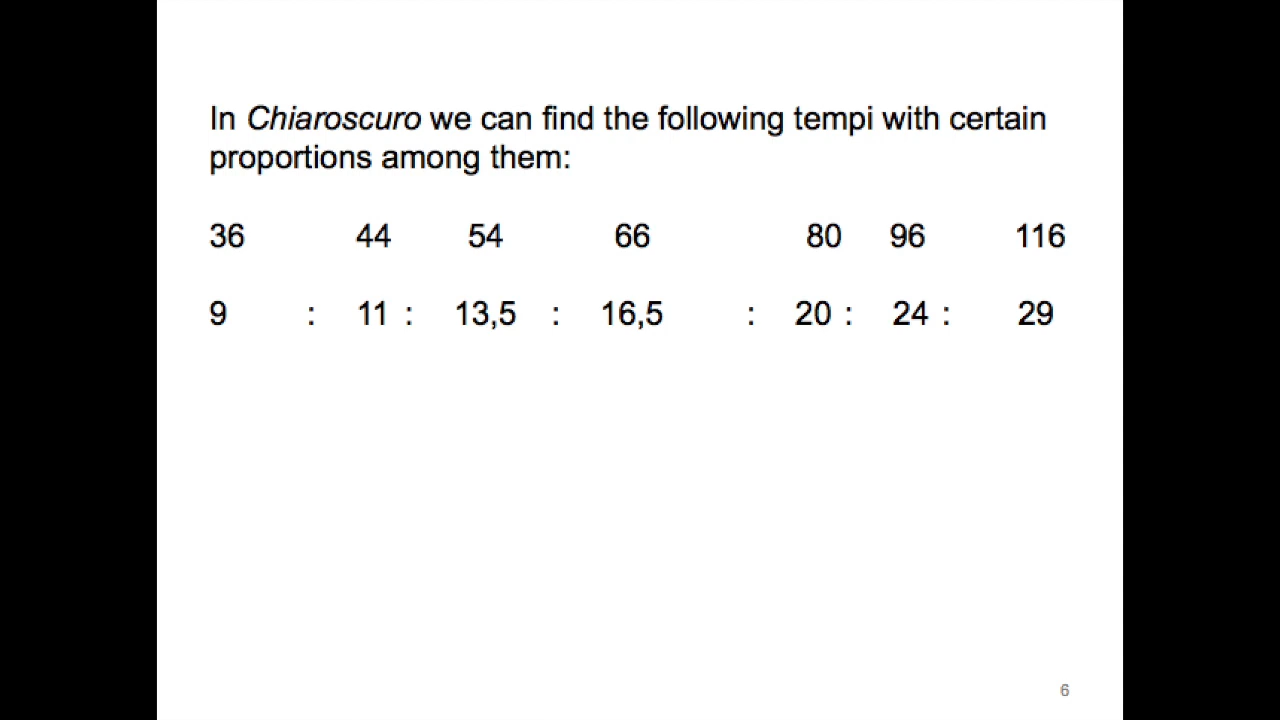 In Chiaroscuro we can find the following tempi with certain
proportions among them:
36 44 54 66 80 96 116
9 : 11 : 13,5 : 16,5 : 20 : 24 : 29
6